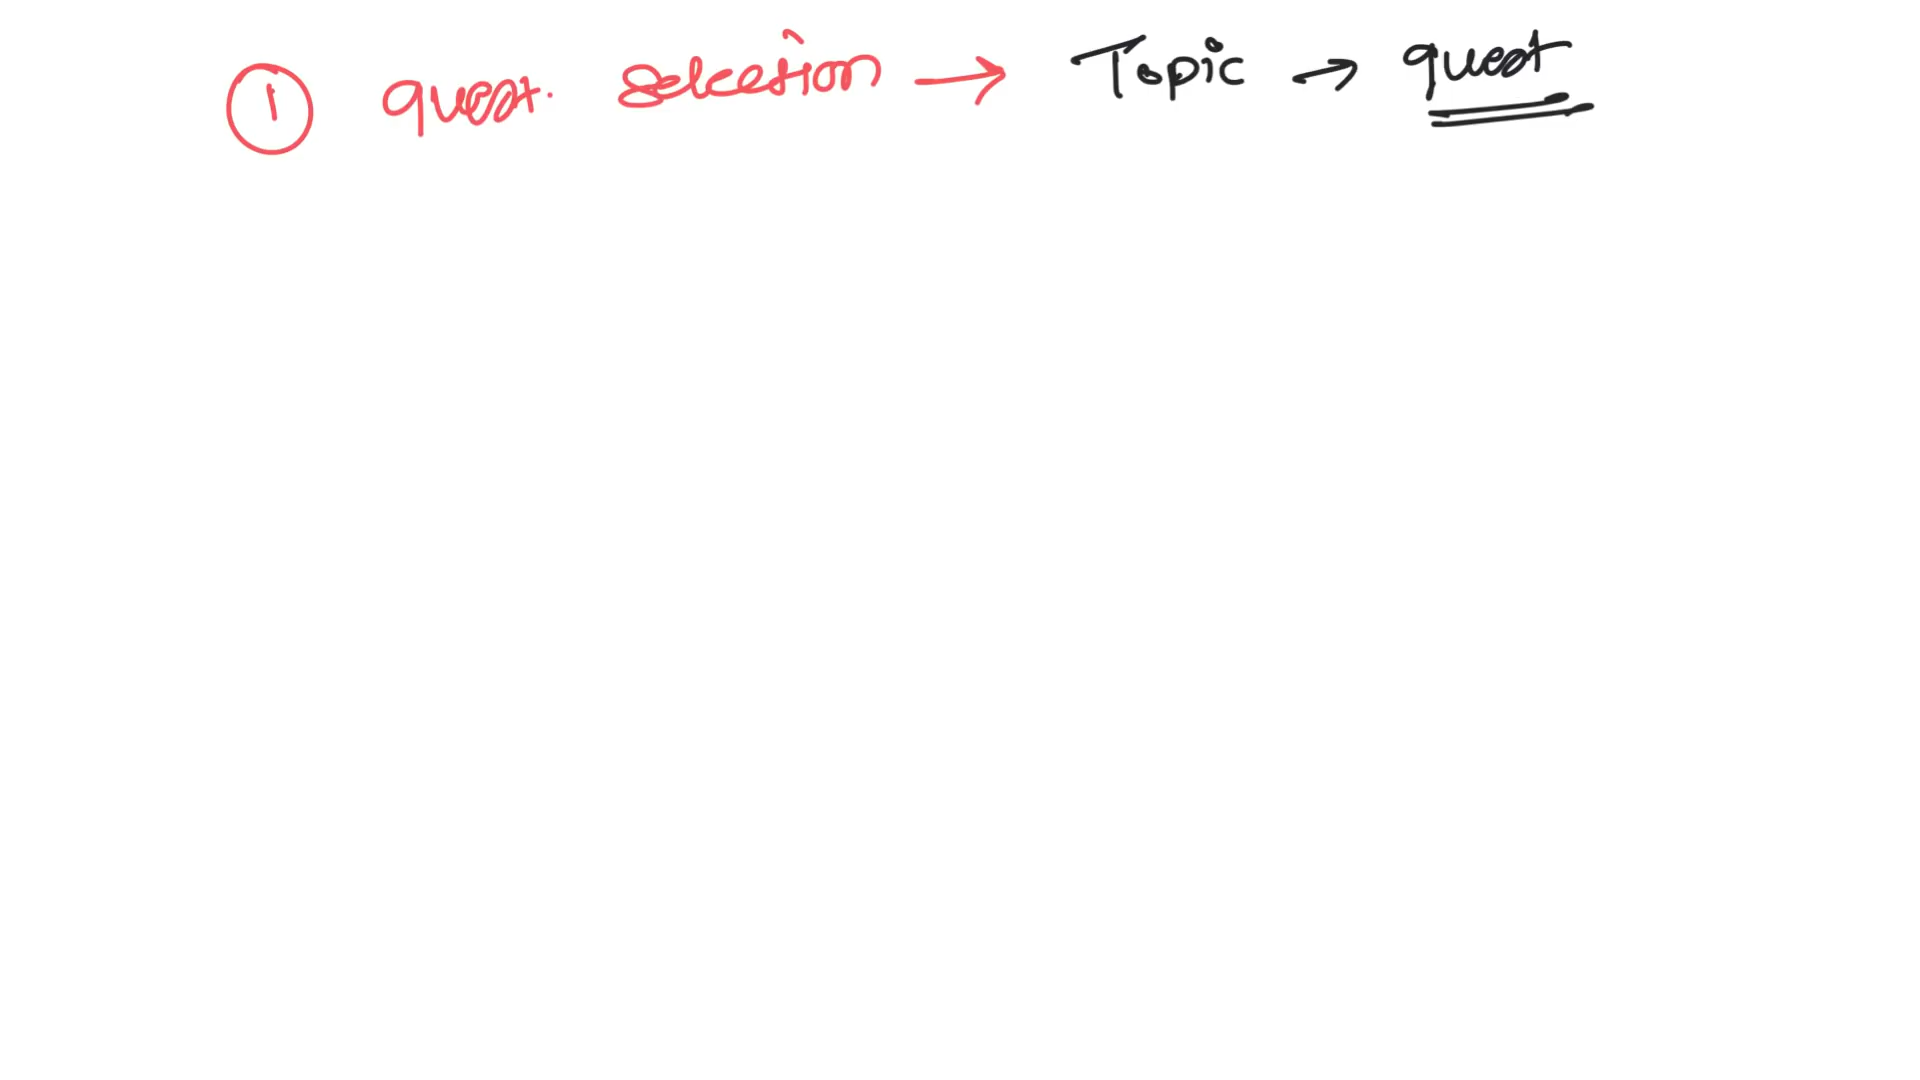 ① quest. selection → Topic → quest